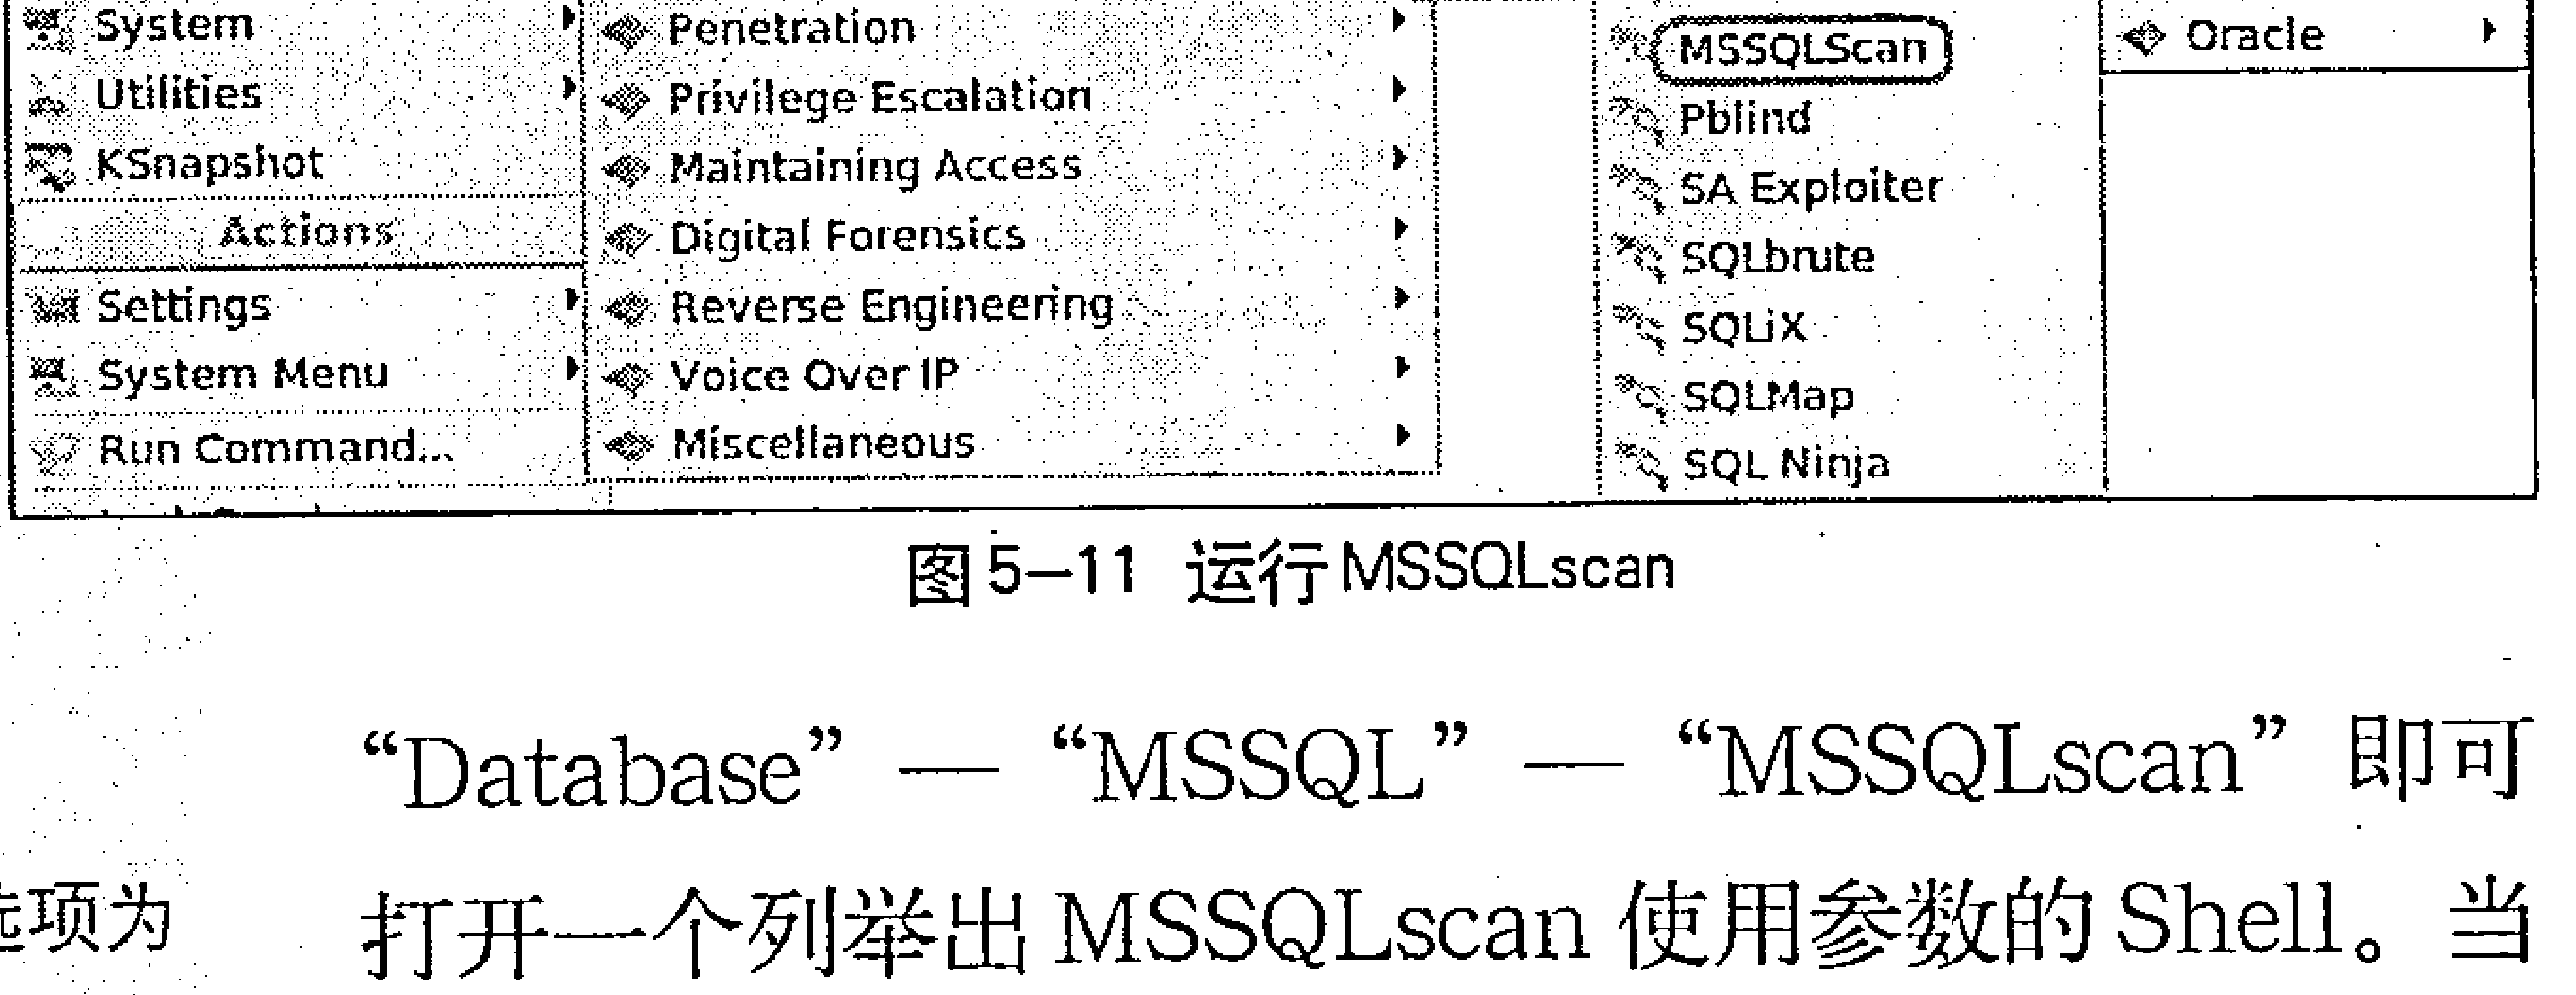 System
Utilities
KSnapshot
Actions
Settings
System Menu
Run Command...
Penetration
Privilege Escalation
Maintaining Access
Digital Forensics
Reverse Engineering
Voice Over IP
Miscellaneous
MSSQLScan
Pblind
SA Exploiter
SQLbrute
SQLiX
SQLMap
SQL Ninja
Oracle
图 5–11 运行MSSQLscan
“Database” — “MSSQL” — “MSSQLscan” 即可
项为
打开一个列举出 MSSQLscan 使用参数的 Shell。当